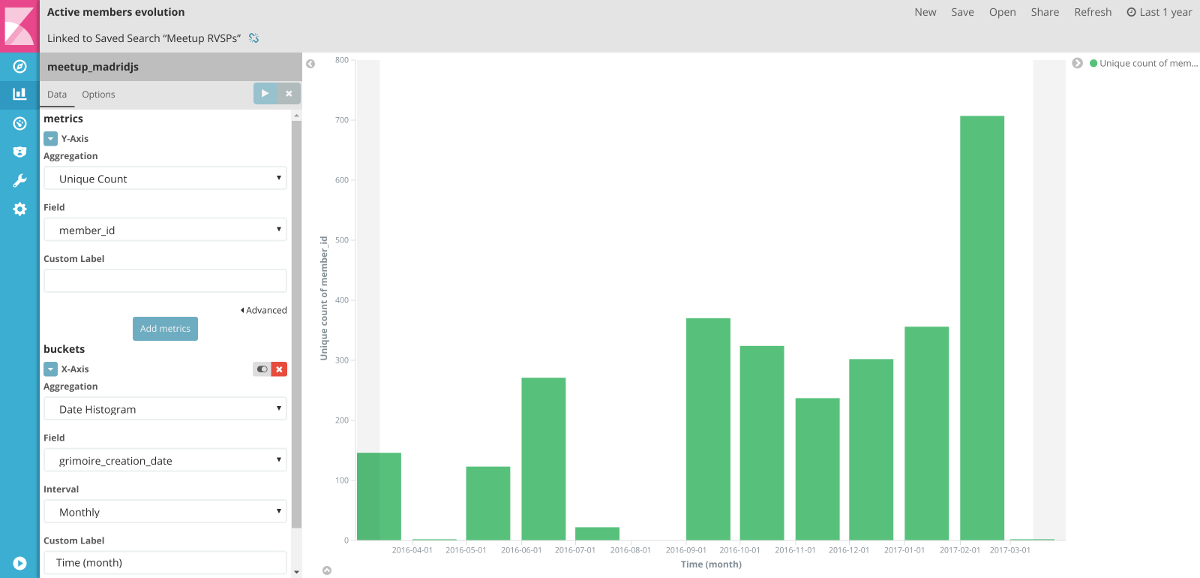 Active members evolution
New Save Open Share Refresh Last 1 year
Linked to Saved Search “Meetup RVSPs”
meetup_madridjs
Data Options
metrics
Y-Axis
Aggregation
Unique Count
Field
member_id
Custom Label
Advanced
Add metrics
buckets
X-Axis
Aggregation
Date Histogram
Field
grimoire_creation_date
Interval
Monthly
Custom Label
Time (month)
Unique count of member_id
800
700
600
500
400
300
200
100
0
2016-04-01 2016-05-01 2016-06-01 2016-07-01 2016-08-01 2016-09-01 2016-10-01 2016-11-01 2016-12-01 2017-01-01 2017-02-01 2017-03-01
Time (month)
Unique count of mem...